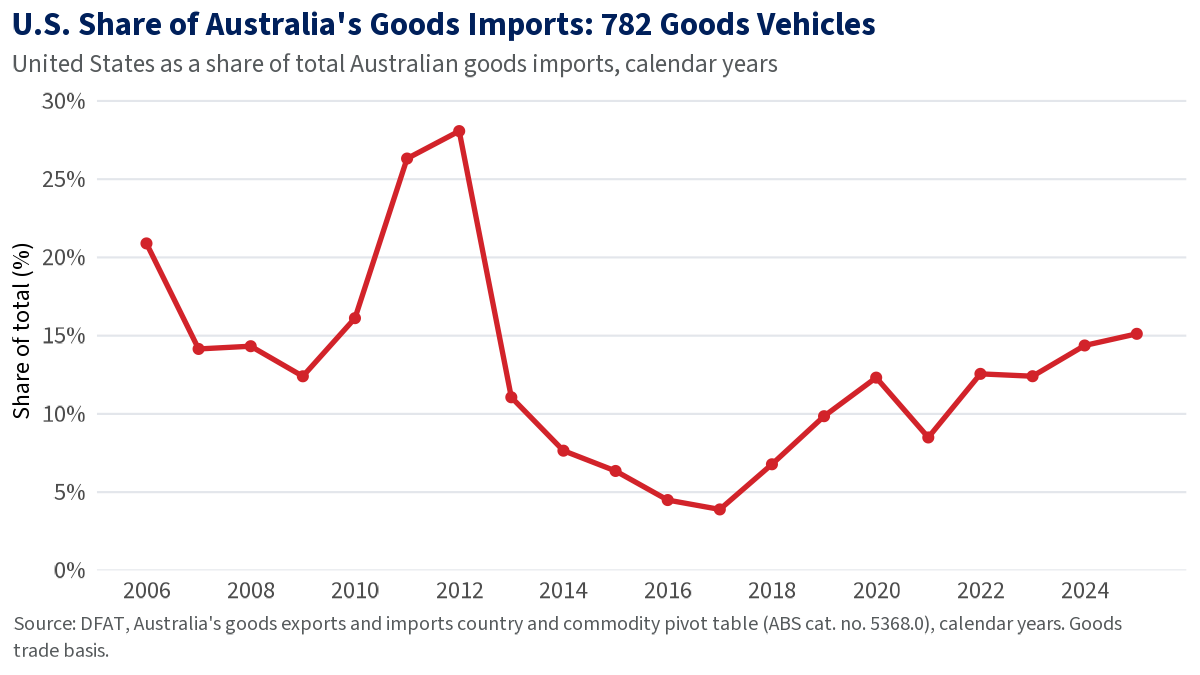 U.S. Share of Australia's Goods Imports: 782 Goods Vehicles
United States as a share of total Australian goods imports, calendar years
Share of total (%)
30%
25%
20%
15%
10%
5%
0%
2006 2008 2010 2012 2014 2016 2018 2020 2022 2024
Source: DFAT, Australia's goods exports and imports country and commodity pivot table (ABS cat. no. 5368.0), calendar years. Goods
trade basis.